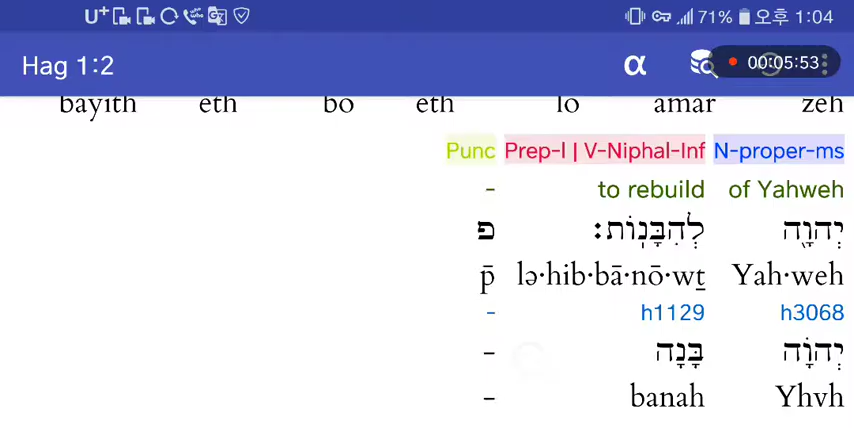 U+ 71% 오후 1:04
Hag 1:2 α 00:05:53
bayith eth bo eth lo amar zeh
Punc Prep-l | V-Niphal-Inf N-proper-ms
- to rebuild of Yahweh
יְהוָ֖ה לְהִבָּנֽוֹת׃ פ
p̄ lə·hib·bā·nō·wṯ Yah·weh
- h1129 h3068
יְהוָֹה בָּנָה -
- banah Yhvh